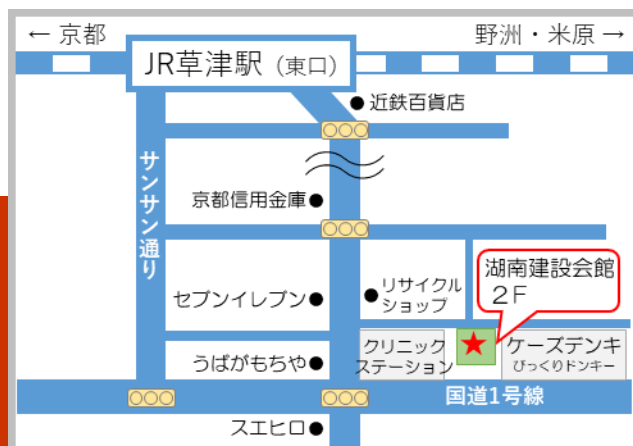 ← 京都
野洲・米原 →
JR草津駅（東口）
近鉄百貨店
サンサン通り
京都信用金庫
湖南建設会館
２Ｆ
リサイクル
ショップ
セブンイレブン
クリニック
ステーション
ケーズデンキ
びっくりドンキー
うばがもちや
国道1号線
スエヒロ